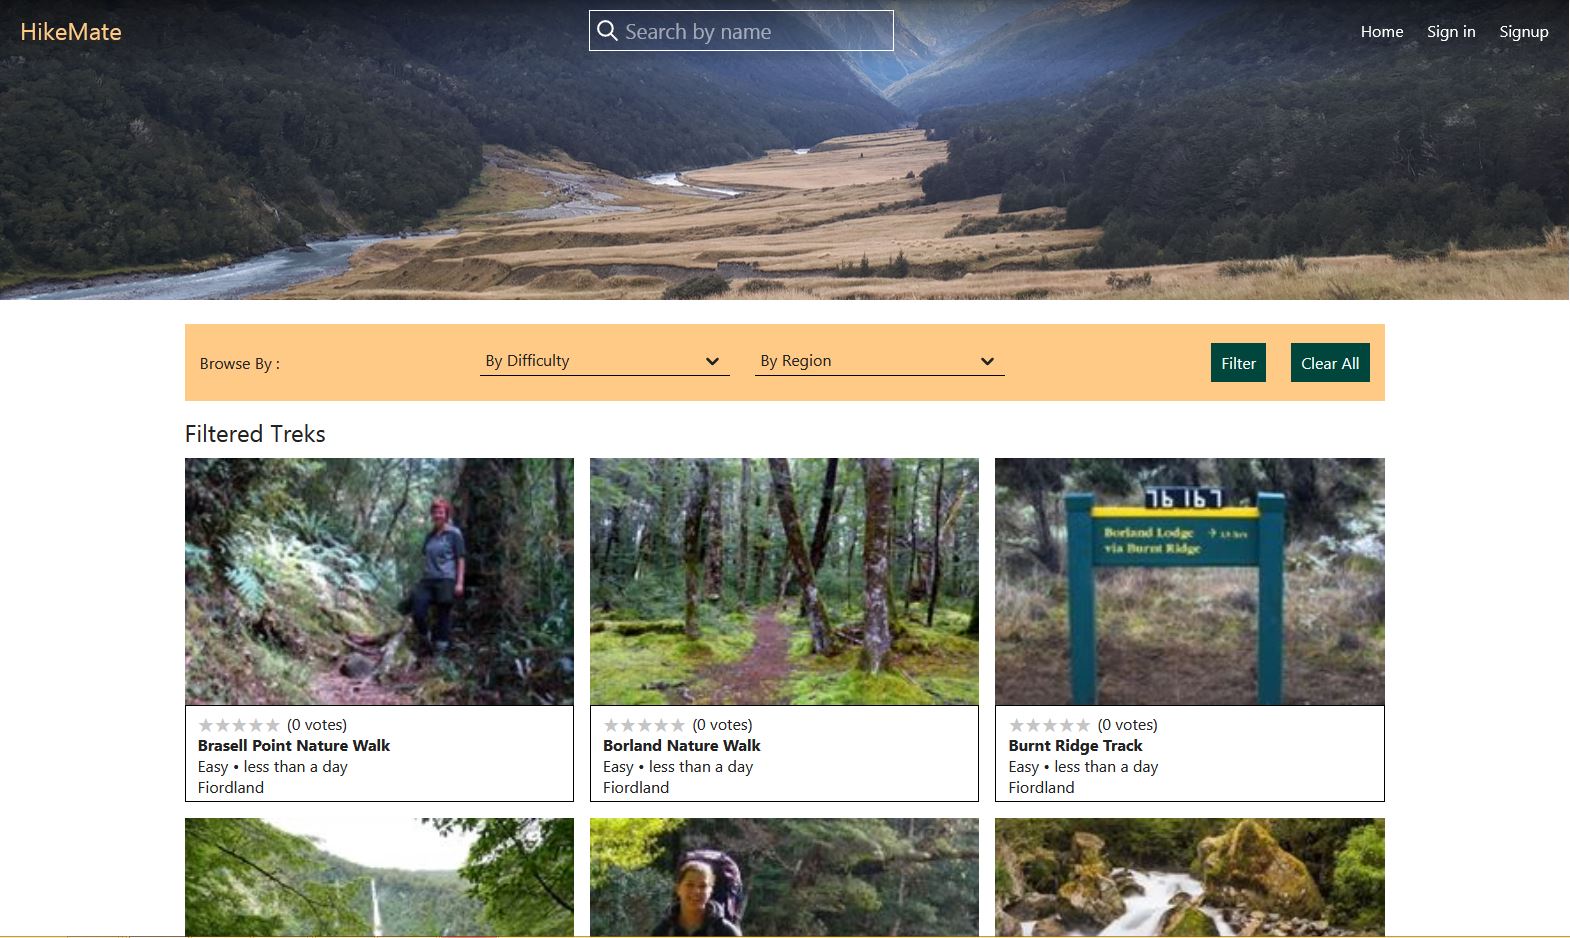 HikeMate
Search by name
Home
Sign in
Signup
Browse By :
By Difficulty
By Region
Filter
Clear All
Filtered Treks
76 167
Borland Lodge
via Burnt Ridge
(0 votes)
Brasell Point Nature Walk
Easy • less than a day
Fiordland
(0 votes)
Borland Nature Walk
Easy • less than a day
Fiordland
(0 votes)
Burnt Ridge Track
Easy • less than a day
Fiordland